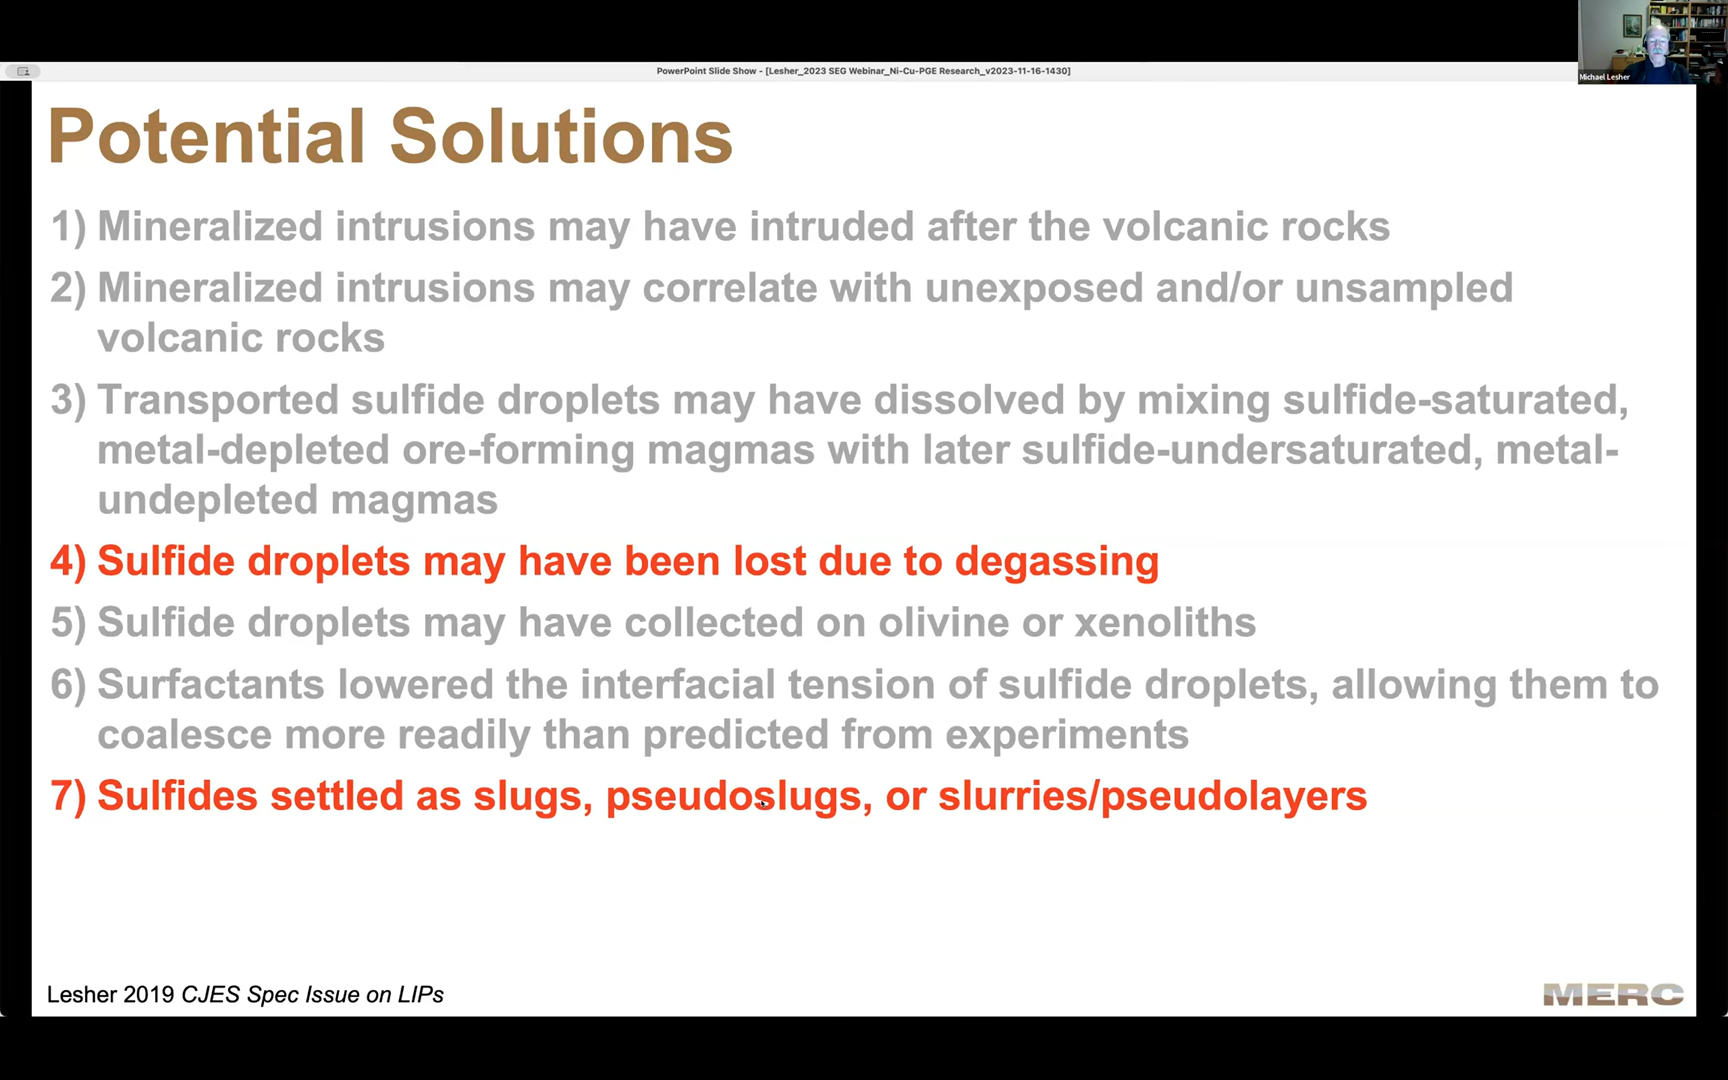 PowerPoint Slide Show - [Lesher_2023 SEG Webinar_Ni-Cu-PGE Research_v2023-11-16-1430]
Michael Lesher
Potential Solutions
1) Mineralized intrusions may have intruded after the volcanic rocks
2) Mineralized intrusions may correlate with unexposed and/or unsampled
volcanic rocks
3) Transported sulfide droplets may have dissolved by mixing sulfide-saturated,
metal-depleted ore-forming magmas with later sulfide-undersaturated, metal-
undepleted magmas
4) Sulfide droplets may have been lost due to degassing
5) Sulfide droplets may have collected on olivine or xenoliths
6) Surfactants lowered the interfacial tension of sulfide droplets, allowing them to
coalesce more readily than predicted from experiments
7) Sulfides settled as slugs, pseudoslugs, or slurries/pseudolayers
Lesher 2019 CJES Spec Issue on LIPs
MERC